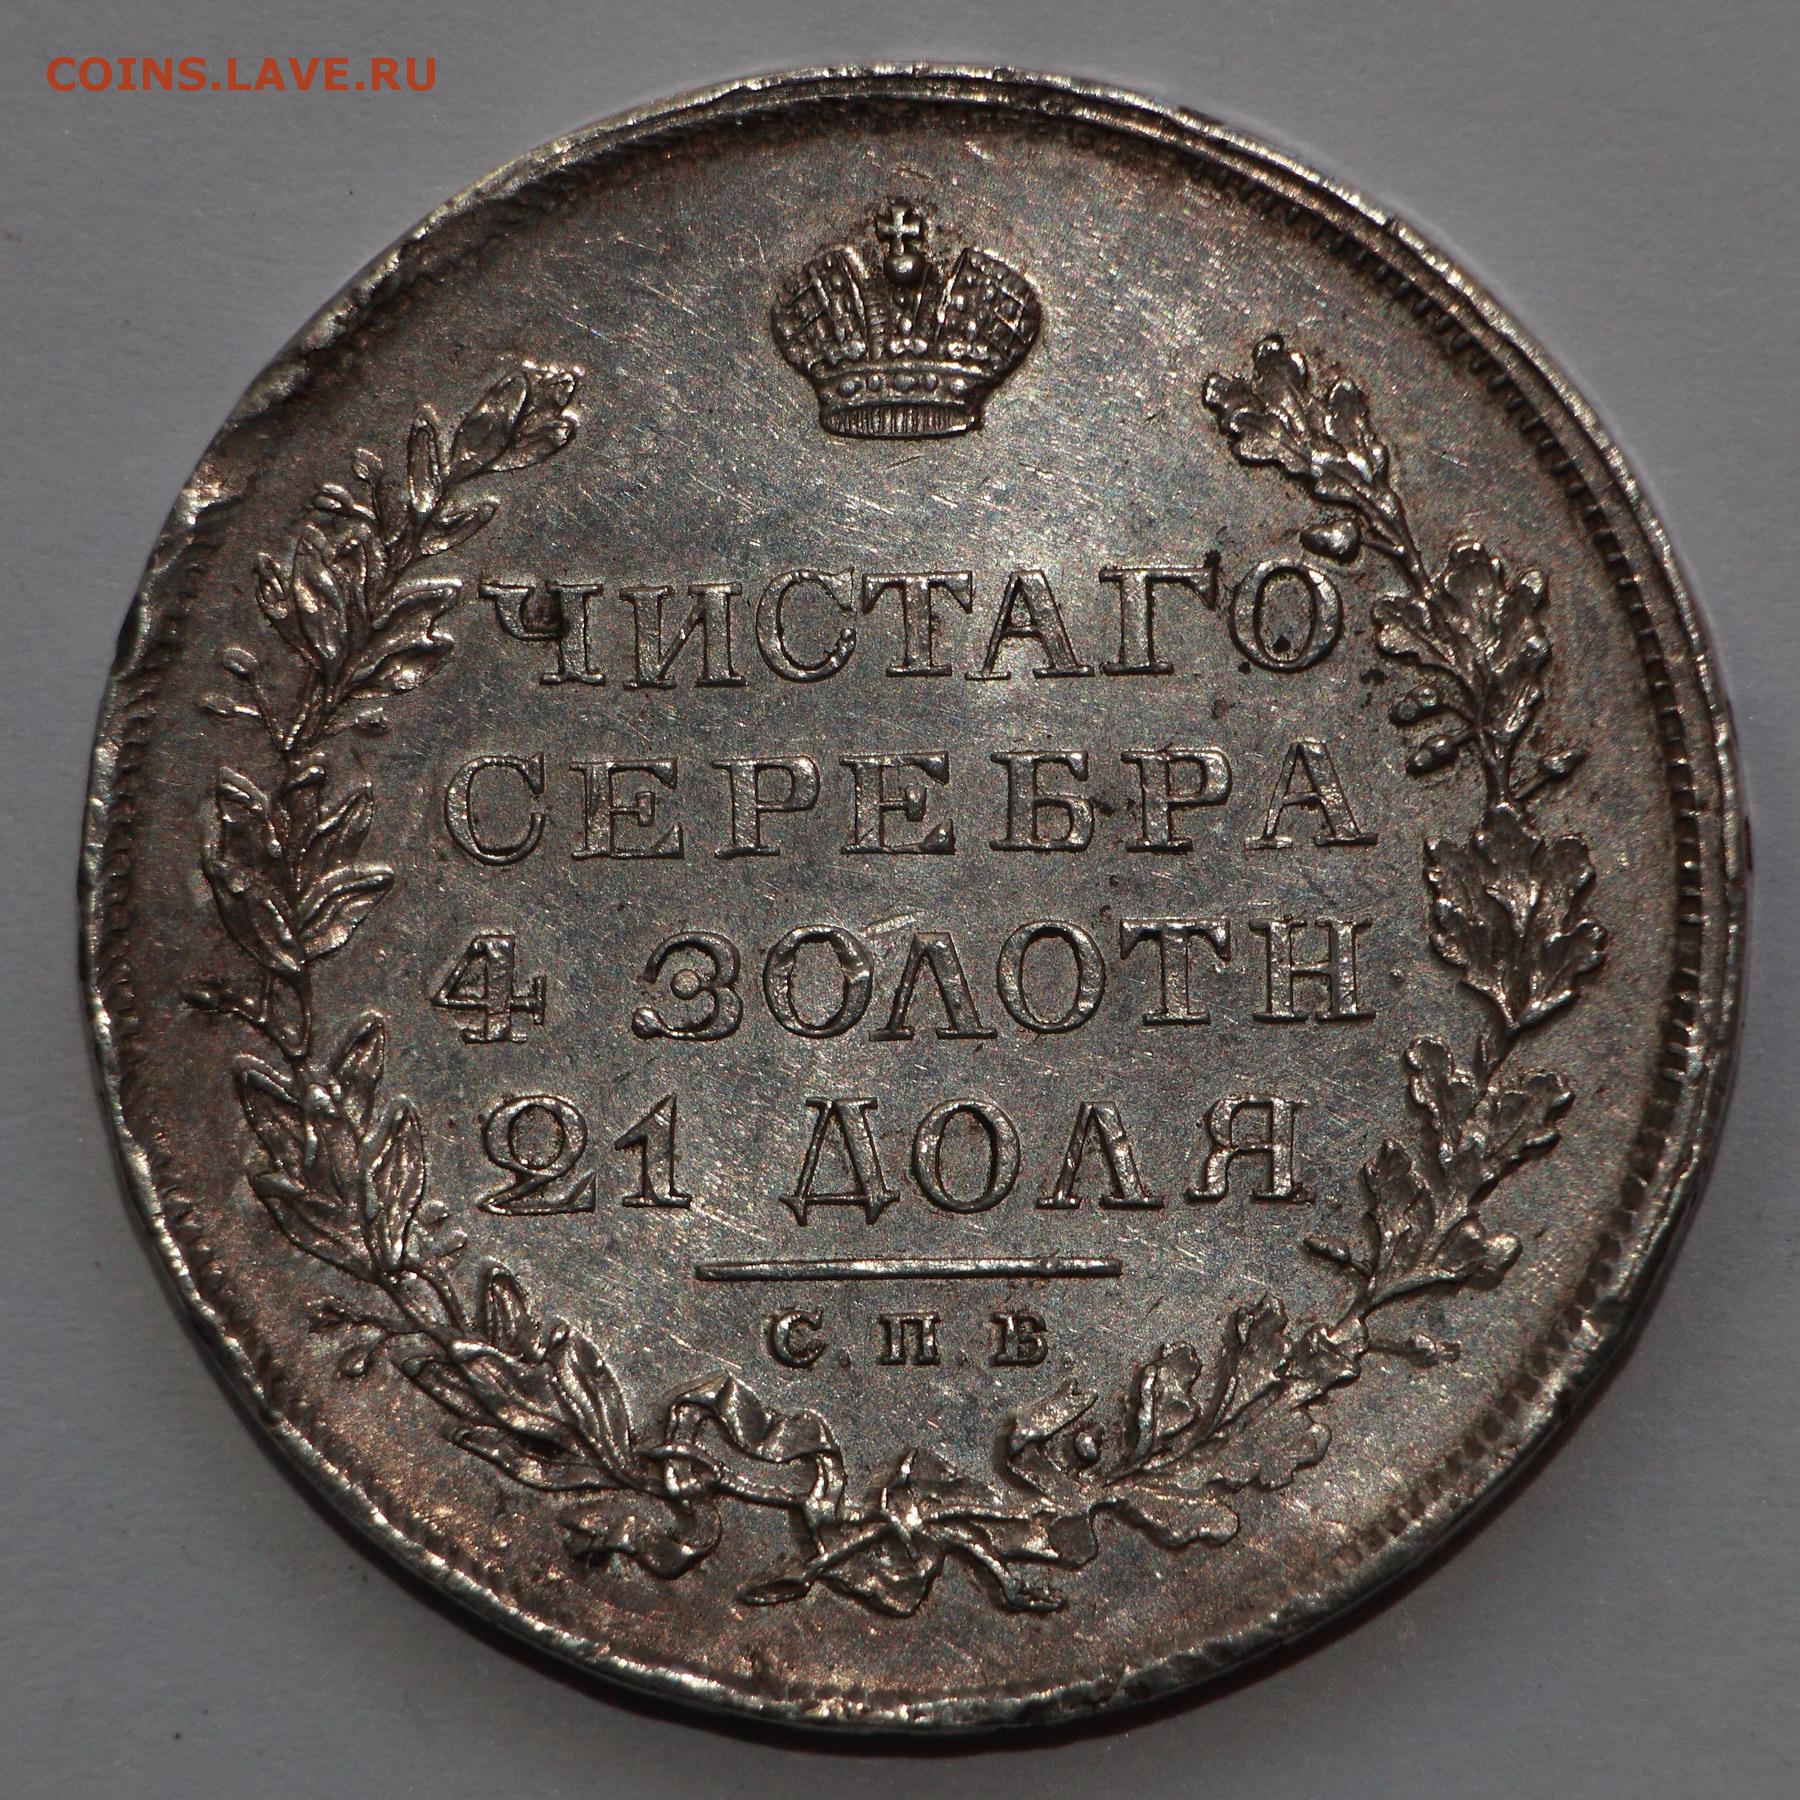 COINS.LAVE.RU
ЧИСТАГО
СЕРЕБРА
4 ЗОЛОТН
21 ДОЛЯ
С.П.Б.